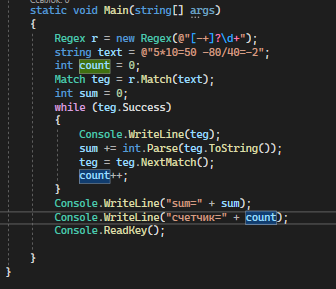 static void Main(string[] args)
{
Regex r = new Regex(@"[-+]?\d+");
string text = @"5*10=50 -80/40=-2";
int count = 0;
Match teg = r.Match(text);
int sum = 0;
while (teg.Success)
{
Console.WriteLine(teg);
sum += int.Parse(teg.ToString());
teg = teg.NextMatch();
count++;
}
Console.WriteLine("sum=" + sum);
Console.WriteLine("счетчик=" + count);
Console.ReadKey();
}
}